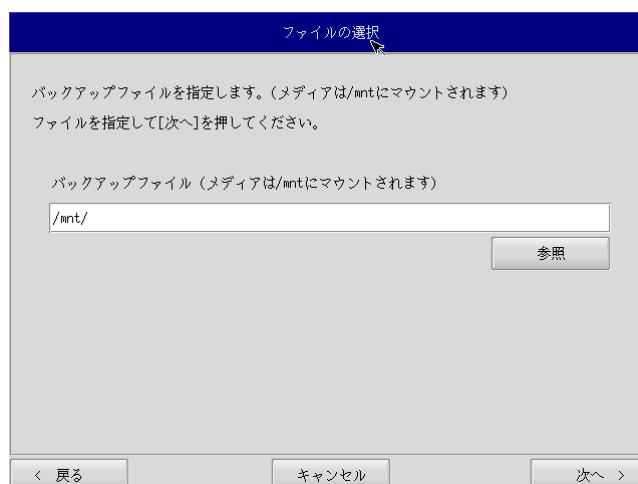 ファイルの選択
バックアップファイルを指定します。(メディアは/mntにマウントされます)
ファイルを指定して[次へ]を押してください。
バックアップファイル (メディアは/mntにマウントされます)
/mnt/
参照
< 戻る
キャンセル
次へ >